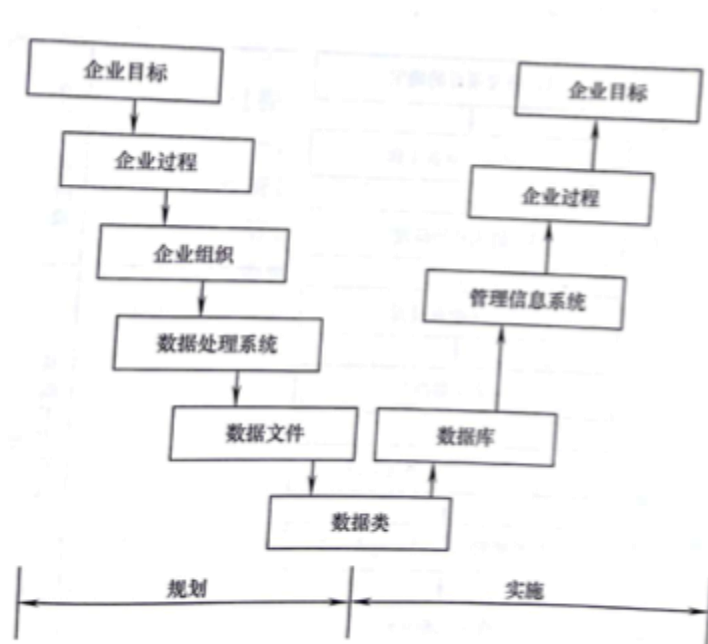 企业目标
企业过程
企业组织
数据处理系统
数据文件
数据类
数据库
管理信息系统
企业过程
企业目标
规划
实施